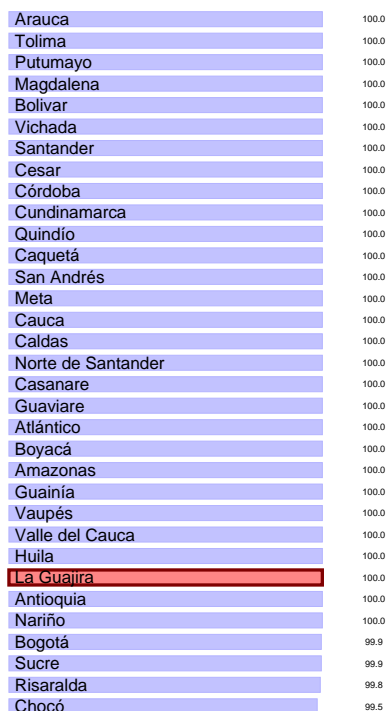 Arauca 100.0
Tolima 100.0
Putumayo 100.0
Magdalena 100.0
Bolivar 100.0
Vichada 100.0
Santander 100.0
Cesar 100.0
Córdoba 100.0
Cundinamarca 100.0
Quindío 100.0
Caquetá 100.0
San Andrés 100.0
Meta 100.0
Cauca 100.0
Caldas 100.0
Norte de Santander 100.0
Casanare 100.0
Guaviare 100.0
Atlántico 100.0
Boyacá 100.0
Amazonas 100.0
Guainía 100.0
Vaupés 100.0
Valle del Cauca 100.0
Huila 100.0
La Guajira 100.0
Antioquia 100.0
Nariño 100.0
Bogotá 99.9
Sucre 99.9
Risaralda 99.8
Chocó 99.5